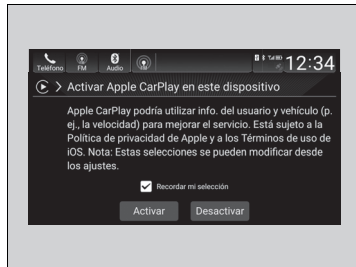 Teléfono FM Audio 12:34
Activar Apple CarPlay en este dispositivo
Apple CarPlay podría utilizar info. del usuario y vehículo (p.
ej., la velocidad) para mejorar el servicio. Está sujeto a la
Política de privacidad de Apple y a los Términos de uso de
iOS. Nota: Estas selecciones se pueden modificar desde
los ajustes.
Recordar mi selección
Activar Desactivar